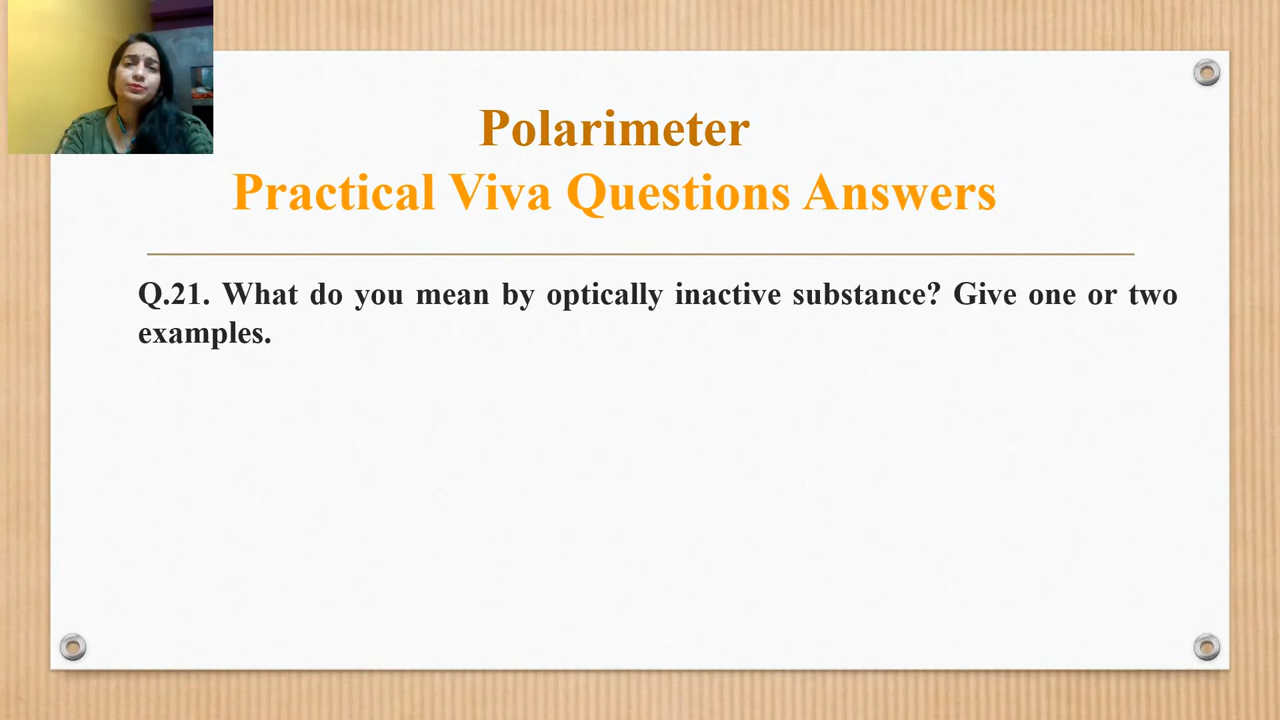 Polarimeter
Practical Viva Questions Answers
Q.21. What do you mean by optically inactive substance? Give one or two
examples.